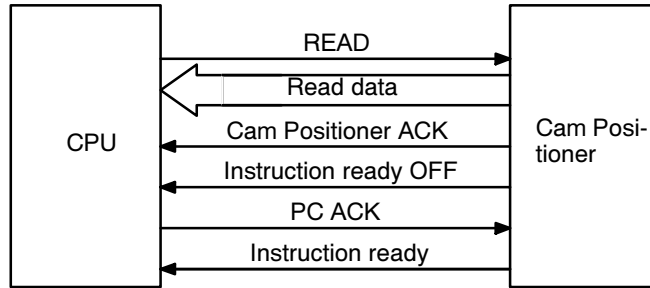 READ
Read data
CPU
Cam Positioner ACK
Cam Posi-
tioner
Instruction ready OFF
PC ACK
Instruction ready